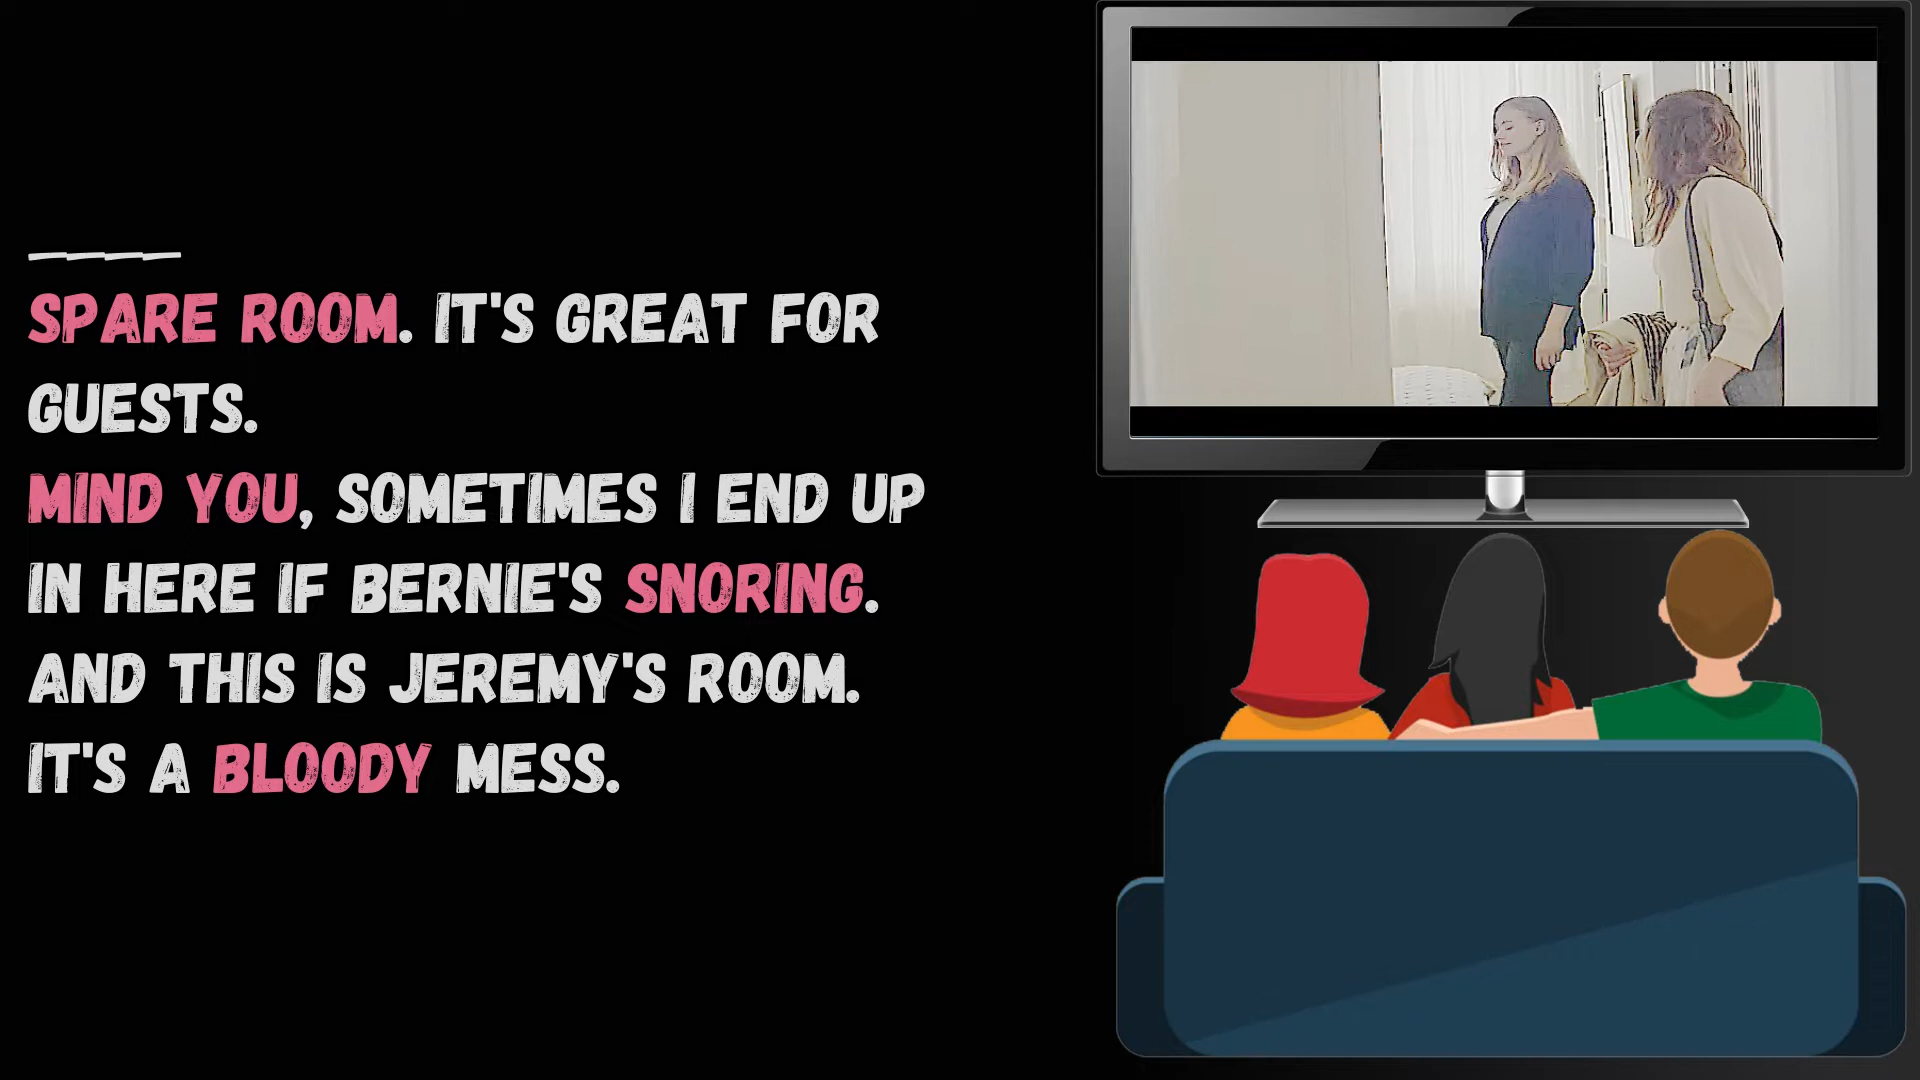 SPARE ROOM. IT'S GREAT FOR
GUESTS.
MIND YOU, SOMETIMES I END UP
IN HERE IF BERNIE'S SNORING.
AND THIS IS JEREMY'S ROOM.
IT'S A BLOODY MESS.